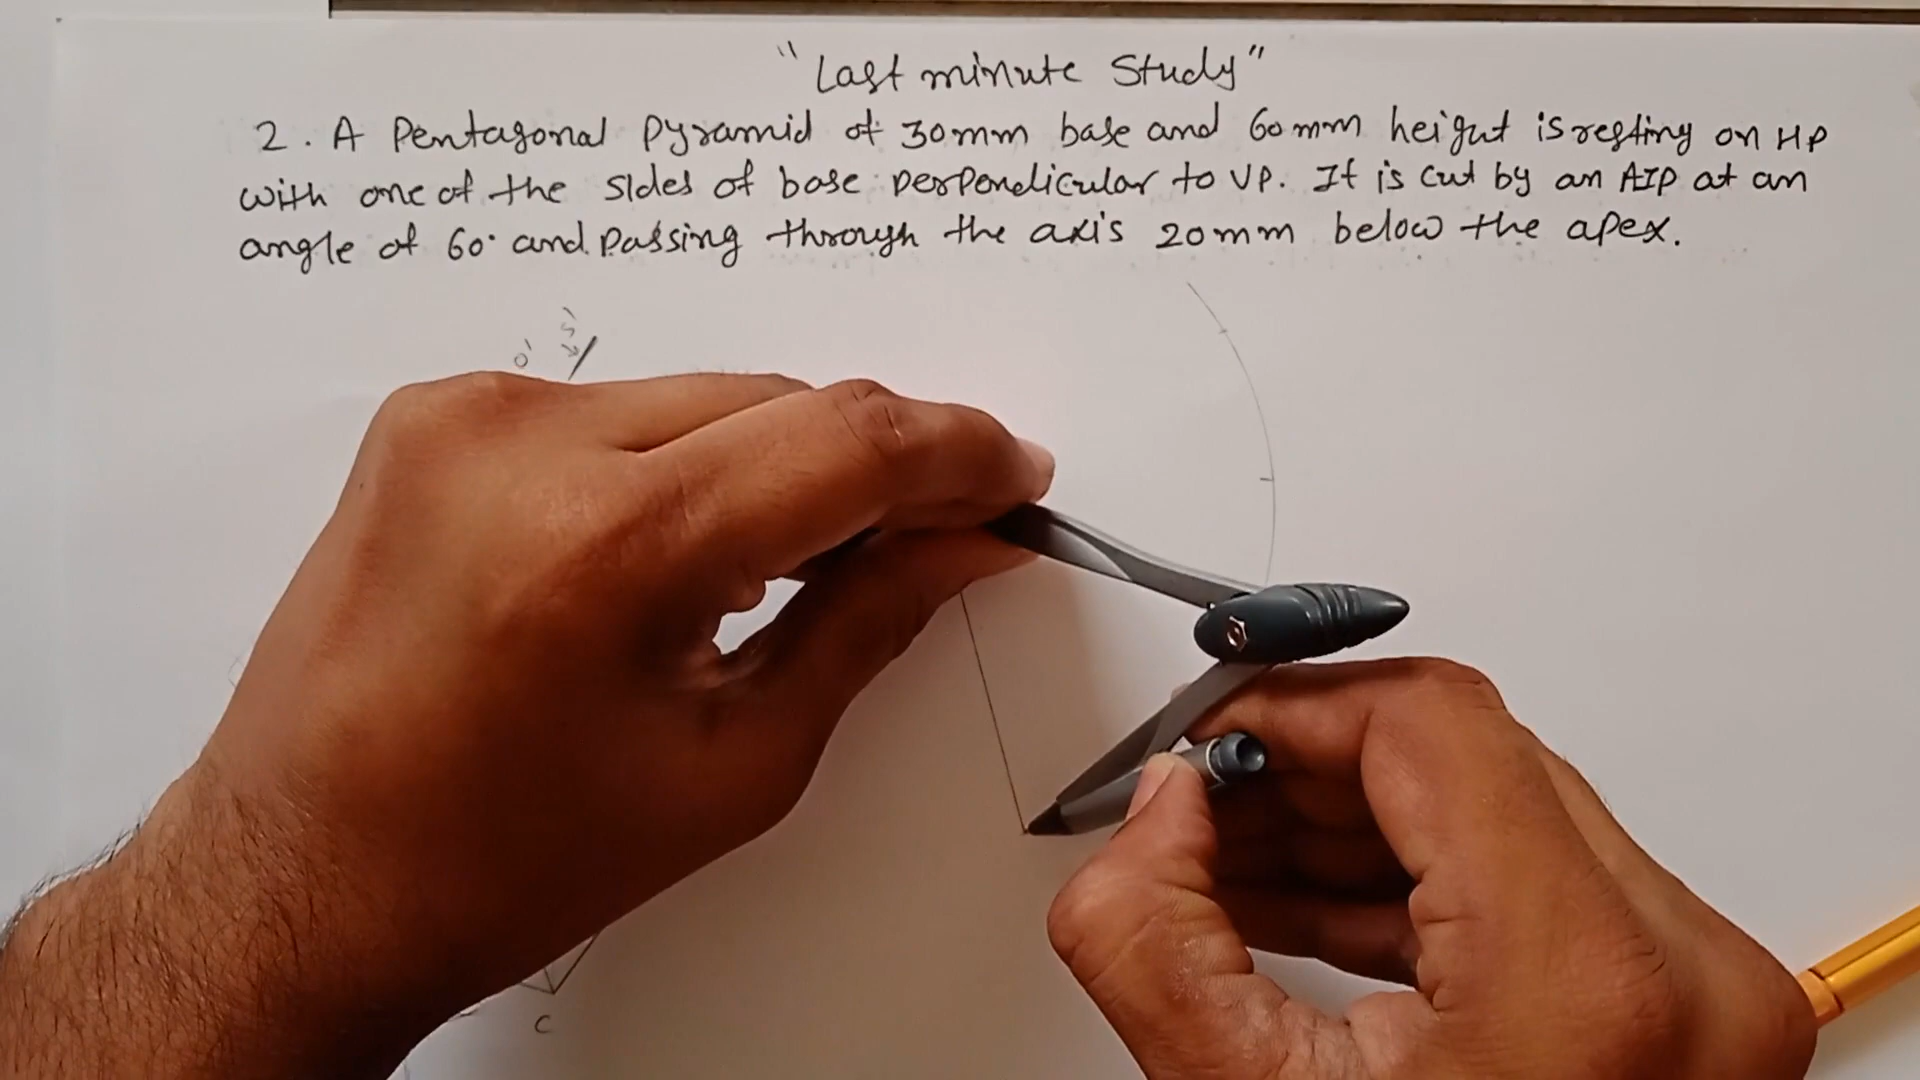 "Last minute Study"
2. A Pentagonal Pyramid of 30mm base and 60mm height is resting on HP
with one of the sides of base perpendicular to VP. It is cut by an AIP at an
angle of 60° and passing through the axis 20mm below the apex.
s'
o'
c